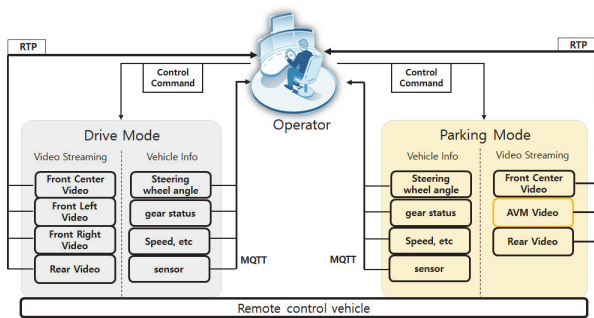 RTP
RTP
Control
Command
Control
Command
Operator
Drive Mode
Video Streaming
Vehicle Info
Front Center
Video
Front Left
Video
Front Right
Video
Rear Video
Steering
wheel angle
gear status
Speed, etc
sensor
MQTT
MQTT
Parking Mode
Vehicle Info
Video Streaming
Steering
wheel angle
gear status
Speed, etc
sensor
Front Center
Video
AVM Video
Rear Video
Remote control vehicle